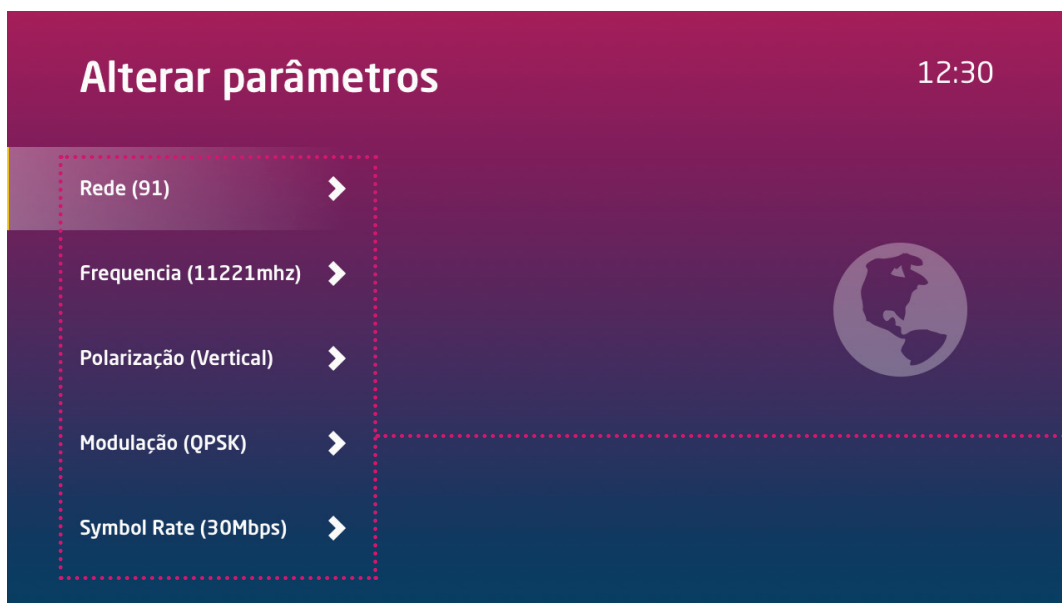 Alterar parâmetros
12:30
Rede (91)
Frequencia (11221mhz)
Polarização (Vertical)
Modulação (QPSK)
Symbol Rate (30Mbps)